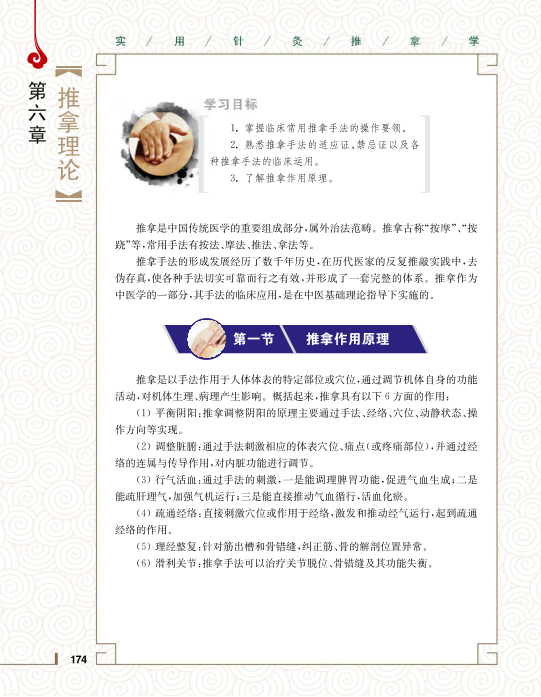 实 / 用 / 针 / 灸 / 推 / 拿 / 学
第六章
【推拿理论】
学习目标
1. 掌握临床常用推拿手法的操作要领。
2. 熟悉推拿手法的适应证、禁忌证以及各
种推拿手法的临床运用。
3. 了解推拿作用原理。
推拿是中国传统医学的重要组成部分,属外治法范畴。推拿古称“按摩”、“按
跷”等,常用手法有按法、摩法、推法、拿法等。
推拿手法的形成发展经历了数千年历史,在历代医家的反复推敲实践中,去
伪存真,使各种手法切实可靠而行之有效,并形成了一套完整的体系。推拿作为
中医学的一部分,其手法的临床应用,是在中医基础理论指导下实施的。
第一节 推拿作用原理
推拿是以手法作用于人体体表的特定部位或穴位,通过调节机体自身的功能
活动,对机体生理、病理产生影响。概括起来,推拿具有以下 6 方面的作用:
(1) 平衡阴阳:推拿调整阴阳的原理主要通过手法、经络、穴位、动静状态、操
作方向等实现。
(2) 调整脏腑:通过手法刺激相应的体表穴位、痛点(或疼痛部位),并通过经
络的连属与传导作用,对内脏功能进行调节。
(3) 行气活血:通过手法的刺激,一是能调理脾胃功能,促进气血生成;二是
能疏肝理气,加强气机运行;三是能直接推动气血循行,活血化瘀。
(4) 疏通经络:直接刺激穴位或作用于经络,激发和推动经气运行,起到疏通
经络的作用。
(5) 理经整复:针对筋出槽和骨错缝,纠正筋、骨的解剖位置异常。
(6) 滑利关节:推拿手法可以治疗关节脱位、骨错缝及其功能失衡。
174